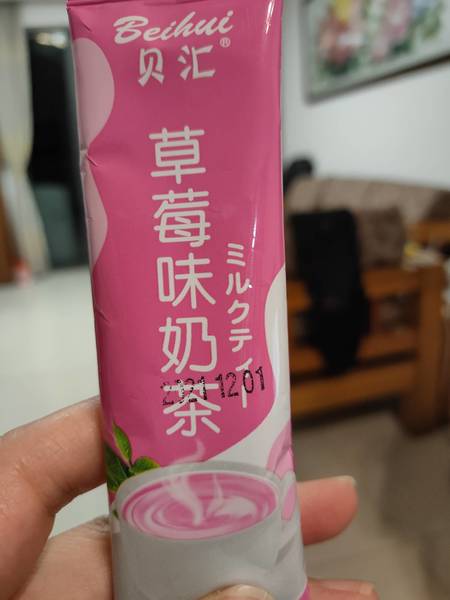 Beihui
贝汇®
草莓味奶茶
ミルクティー
2021 12 01